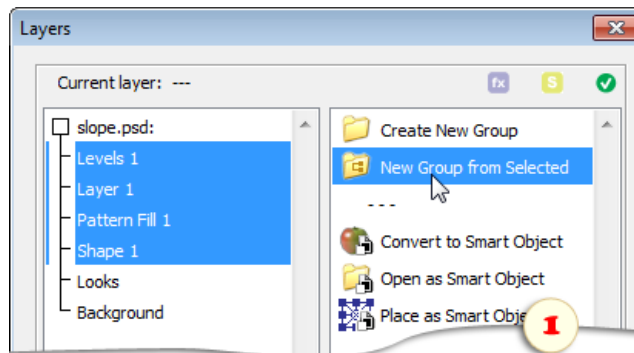 Layers
Current layer: ---
fx
S
slope.psd:
Levels 1
Layer 1
Pattern Fill 1
Shape 1
Looks
Background
Create New Group
New Group from Selected
---
Convert to Smart Object
Open as Smart Object
Place as Smart
1